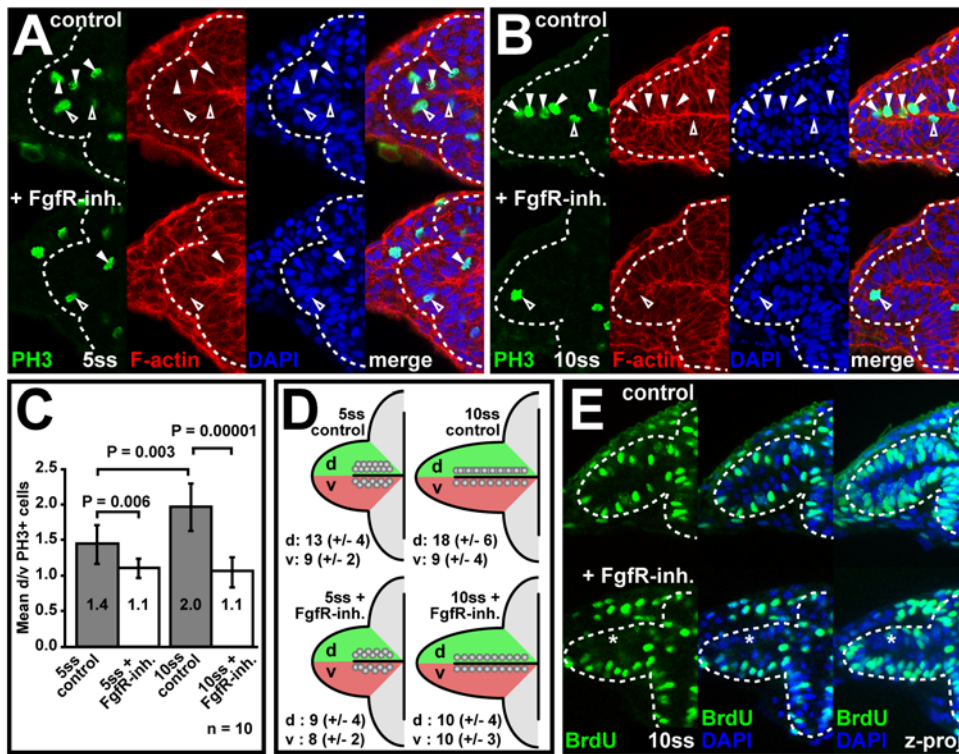 A
control
+ FgfR-inh.
PH3
5ss
F-actin
DAPI
merge
B
control
+ FgfR-inh.
PH3
10ss
F-actin
DAPI
merge
C
P = 0.00001
P = 0.003
P = 0.006
Mean d/v PH3+ cells
2.5
2.0
1.5
1.0
0.5
0.0
1.4
1.1
2.0
1.1
5ss
control
5ss +
FgfR-inh.
10ss
control
10ss +
FgfR-inh.
n = 10
D
5ss
control
d
v
d: 13 (+/- 4)
v: 9 (+/- 2)
10ss
control
d
v
d: 18 (+/- 6)
v: 9 (+/- 4)
5ss +
FgfR-inh.
d
v
d : 9 (+/- 4)
v : 8 (+/- 2)
10ss +
FgfR-inh.
d
v
d : 10 (+/- 4)
v : 10 (+/- 3)
E
control
+ FgfR-inh.
*
*
*
BrdU
10ss
BrdU
DAPI
BrdU
DAPI
z-pro